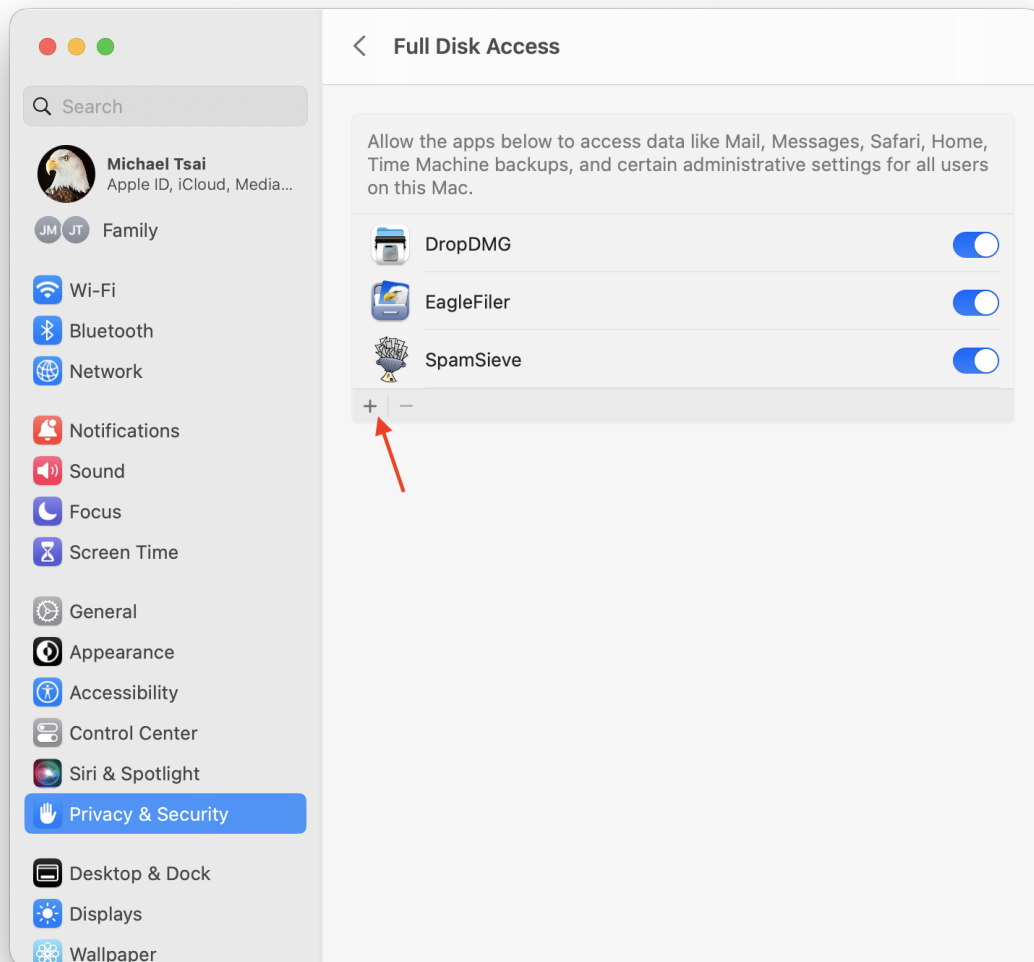 Full Disk Access
Search
Michael Tsai
Apple ID, iCloud, Media...
JM JT Family
Wi-Fi
Bluetooth
Network
Notifications
Sound
Focus
Screen Time
General
Appearance
Accessibility
Control Center
Siri & Spotlight
Privacy & Security
Desktop & Dock
Displays
Wallpaper
Allow the apps below to access data like Mail, Messages, Safari, Home,
Time Machine backups, and certain administrative settings for all users
on this Mac.
DropDMG
EagleFiler
SpamSieve